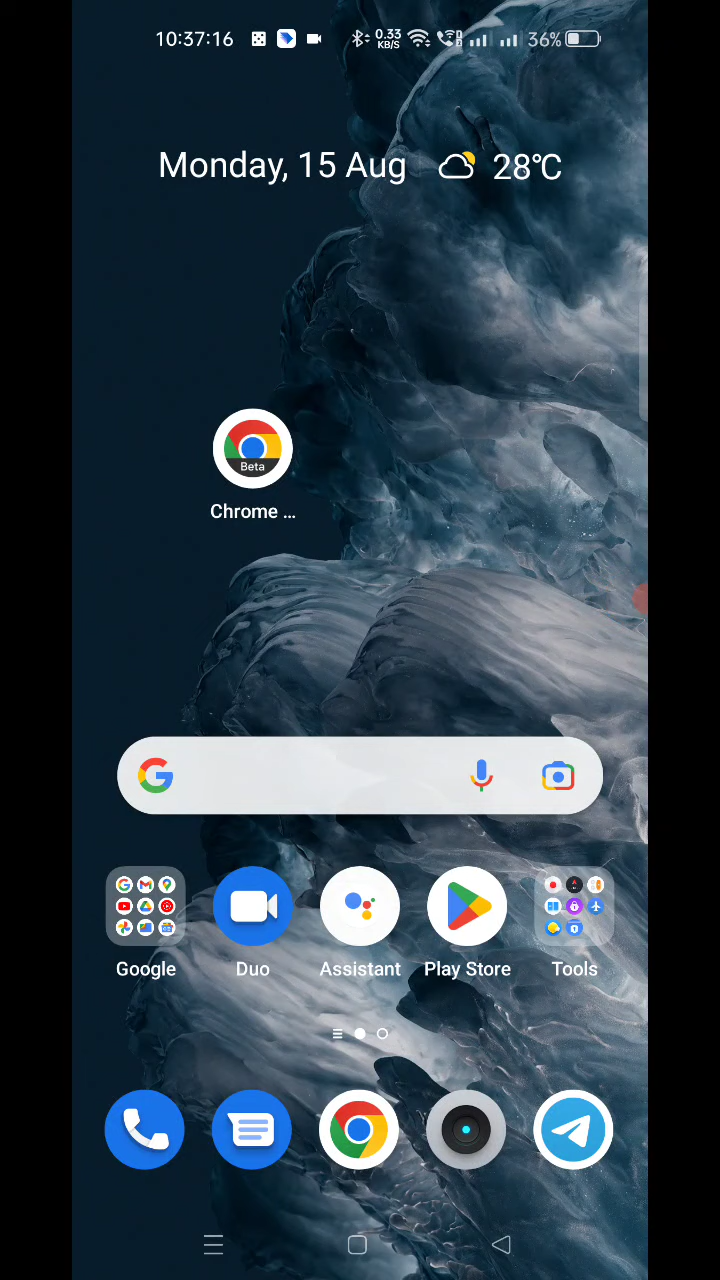 10:37:16 0.33 KB/S 36%
Monday, 15 Aug 28°C
Beta
Chrome ...
Google Duo Assistant Play Store Tools